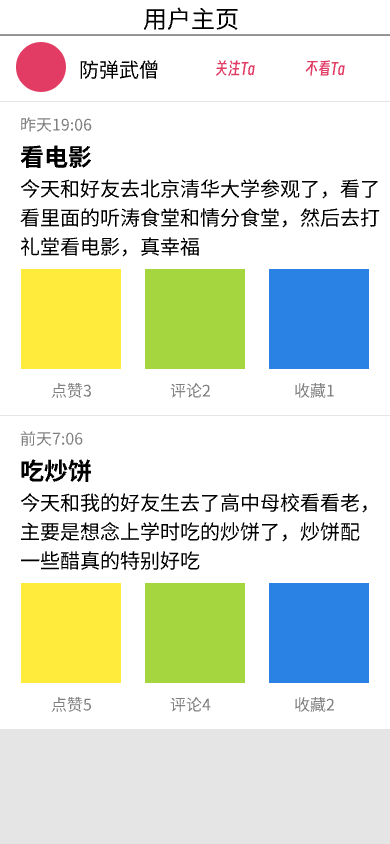 用户主页
防弹武僧 关注Ta 不看Ta
昨天19:06
看电影
今天和好友去北京清华大学参观了，看了
看里面的听涛食堂和情分食堂，然后去打
礼堂看电影，真幸福
点赞3 评论2 收藏1
前天7:06
吃炒饼
今天和我的好友生去了高中母校看看老，
主要是想念上学时吃的炒饼了，炒饼配
一些醋真的特别好吃
点赞5 评论4 收藏2